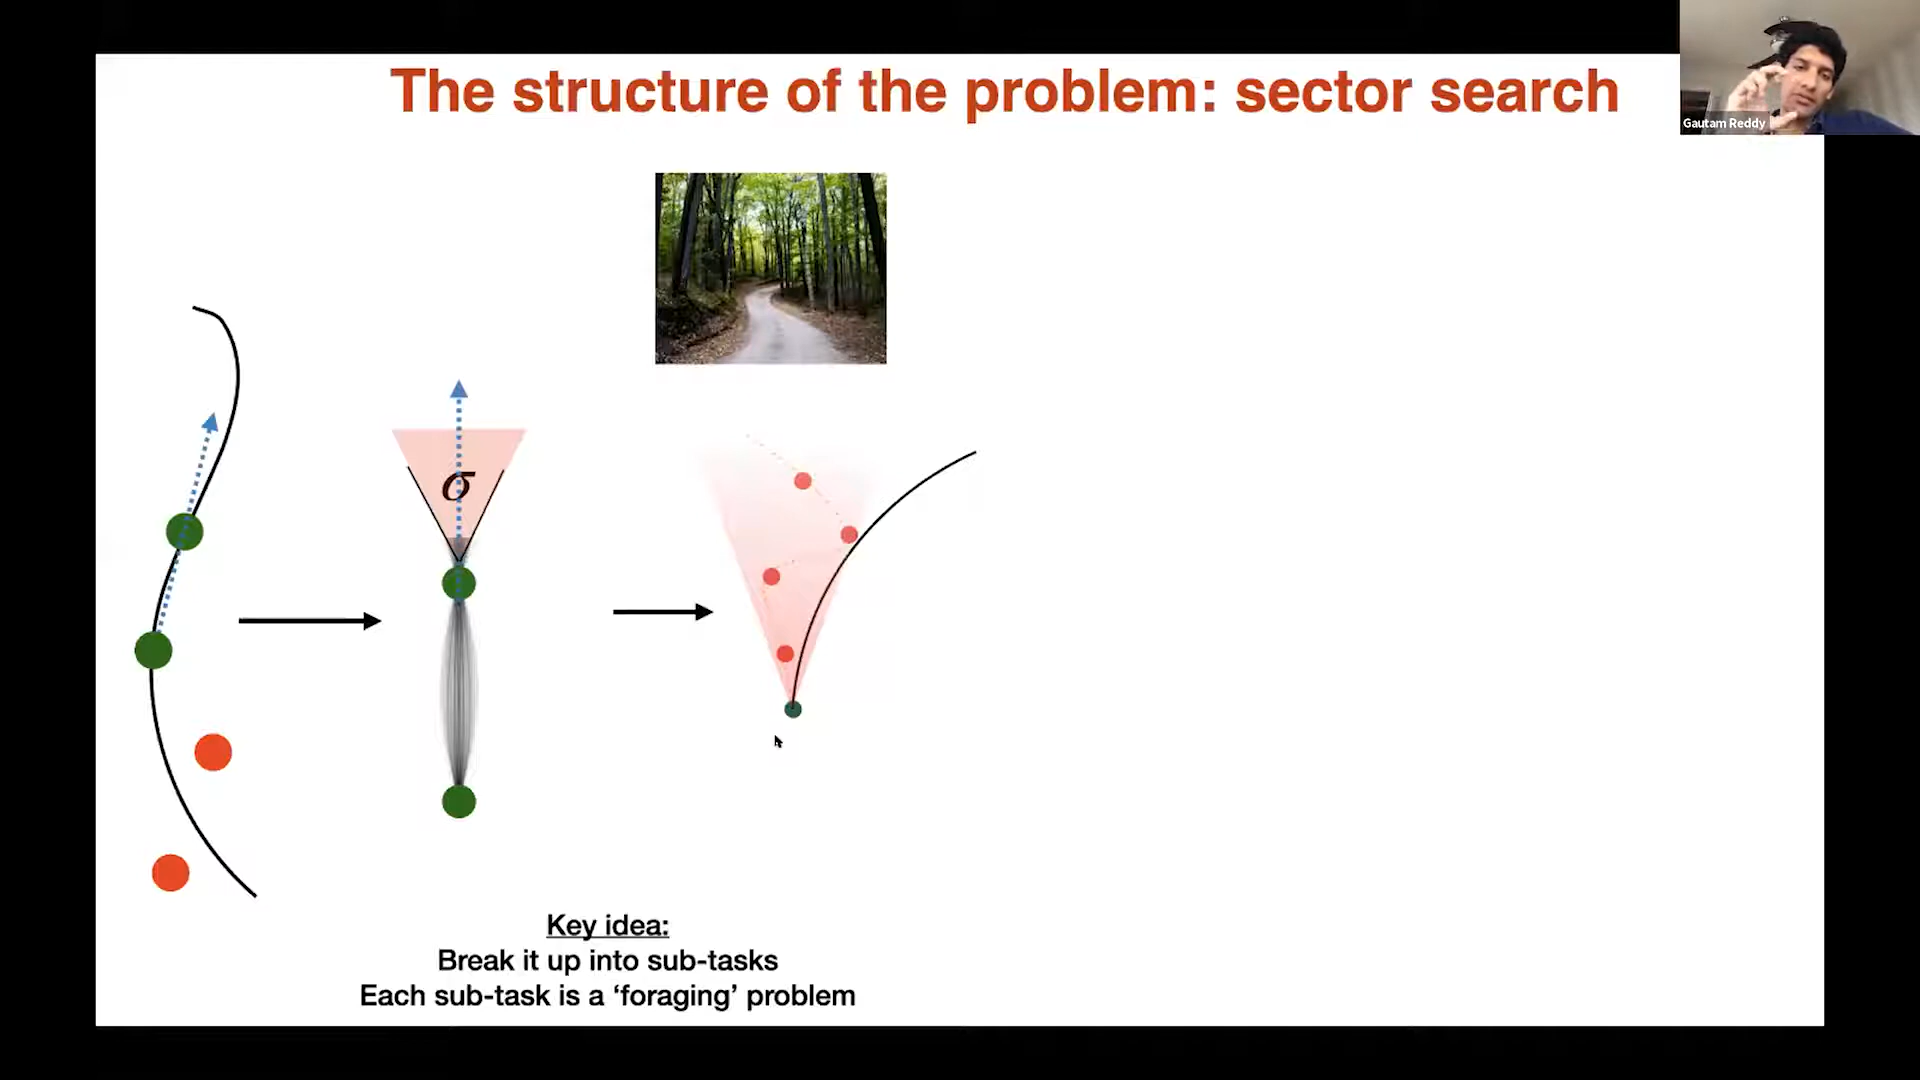 The structure of the problem: sector search
Gautam Reddy
σ
Key idea:
Break it up into sub-tasks
Each sub-task is a ‘foraging’ problem